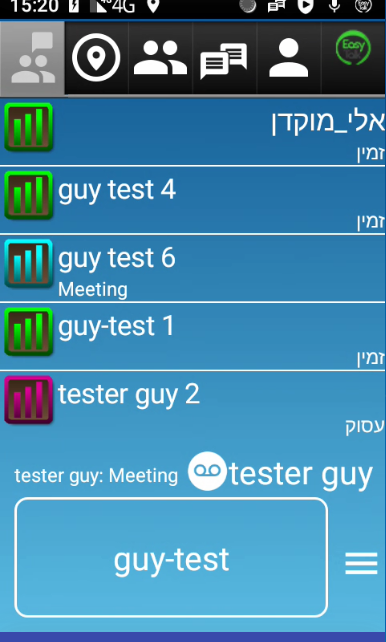 15:20 4G
Easy
אלי_מוקדן
זמין
guy test 4
זמין
guy test 6
Meeting
guy-test 1
זמין
tester guy 2
עסוק
tester guy: Meeting tester guy
guy-test